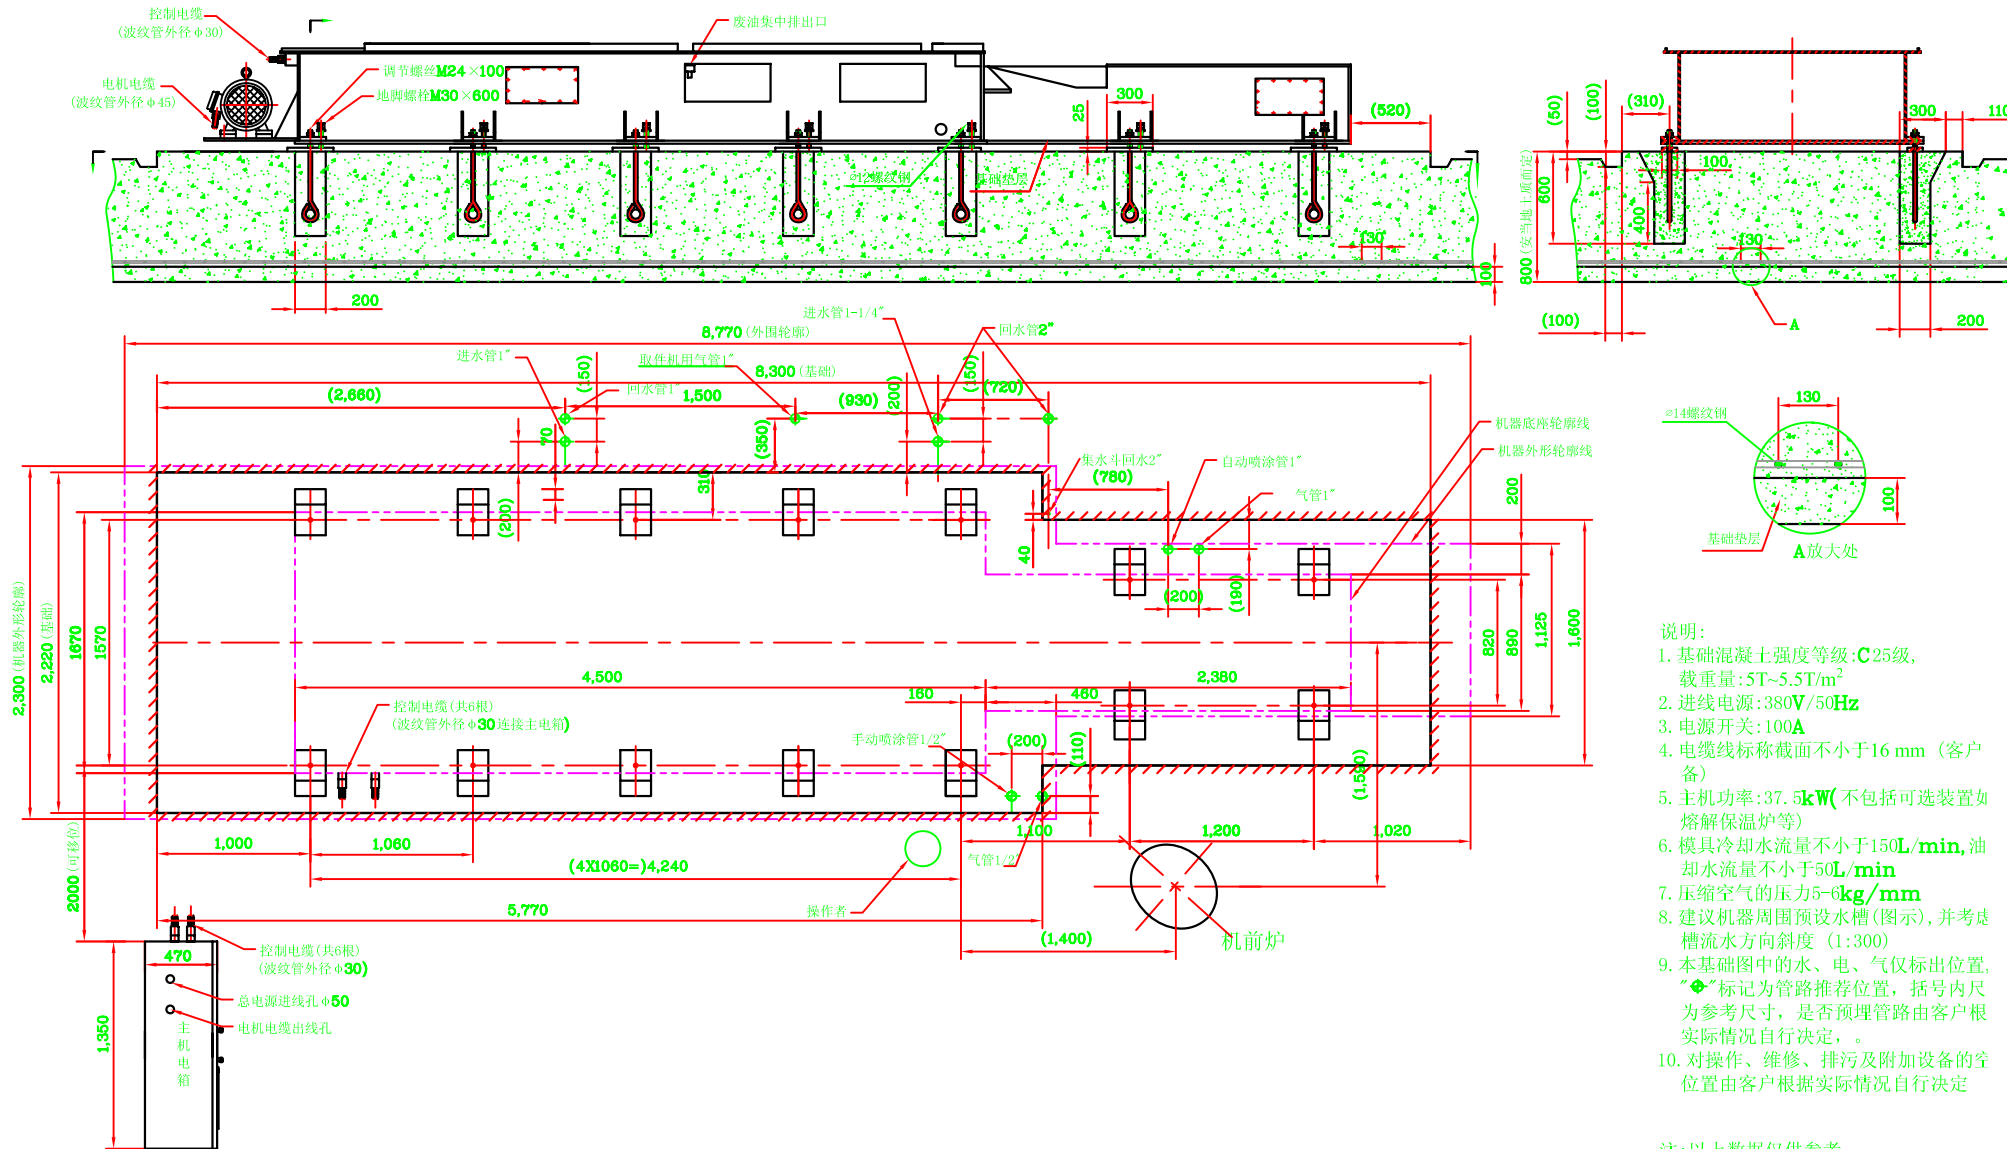 控制电缆
(波纹管外径φ30)
电机电缆
(波纹管外径φ45)
废油集中排出口
调节螺丝M24×100
地脚螺栓M30×600
⌀12螺纹钢
基础垫层
25
300
(520)
130
100
200
(50)
(100)
(310)
300
110
100
600
400
800(安当地土质而定)
130
(100)
A
200
8,770(外围轮廓)
8,300(基础)
进水管1"
取件机用气管1"
回水管1"
进水管1-1/4"
回水管2"
(2,660)
(150)
1,500
(930)
(200)
(150)
(720)
(350)
70
310
(200)
集水斗回水2"
(780)
自动喷涂管1"
气管1"
40
(200)
(190)
机器底座轮廓线
机器外形轮廓线
200
820
890
1,125
1,600
2,300(机器外形轮廓)
2,220(基础)
1670
1570
4,500
160
460
2,380
控制电缆(共6根)
(波纹管外径φ30连接主电箱)
手动喷涂管1/2"
(200)
(110)
(1,590)
1,000
1,060
(4X1060=)4,240
5,770
1,100
1,200
1,020
气管1/2"
操作者
(1,400)
机前炉
2000(可移位)
470
1,350
控制电缆(共6根)
(波纹管外径φ30)
总电源进线孔φ50
电机电缆出线孔
主机电箱
⌀14螺纹钢
130
100
基础垫层
A放大处
说明:
1. 基础混凝土强度等级:C25级,
载重量:5T~5.5T/m²
2. 进线电源:380V/50Hz
3. 电源开关:100A
4. 电缆线标称截面不小于16 mm (客户
备)
5. 主机功率:37.5kW(不包括可选装置如
熔解保温炉等)
6. 模具冷却水流量不小于150L/min,油
却水流量不小于50L/min
7. 压缩空气的压力5-6kg/mm
8. 建议机器周围预设水槽(图示),并考虑
槽流水方向斜度 (1:300)
9. 本基础图中的水、电、气仅标出位置,
" "标记为管路推荐位置, 括号内尺
为参考尺寸, 是否预埋管路由客户根
实际情况自行决定, 。
10. 对操作、维修、排污及附加设备的空
位置由客户根据实际情况自行决定